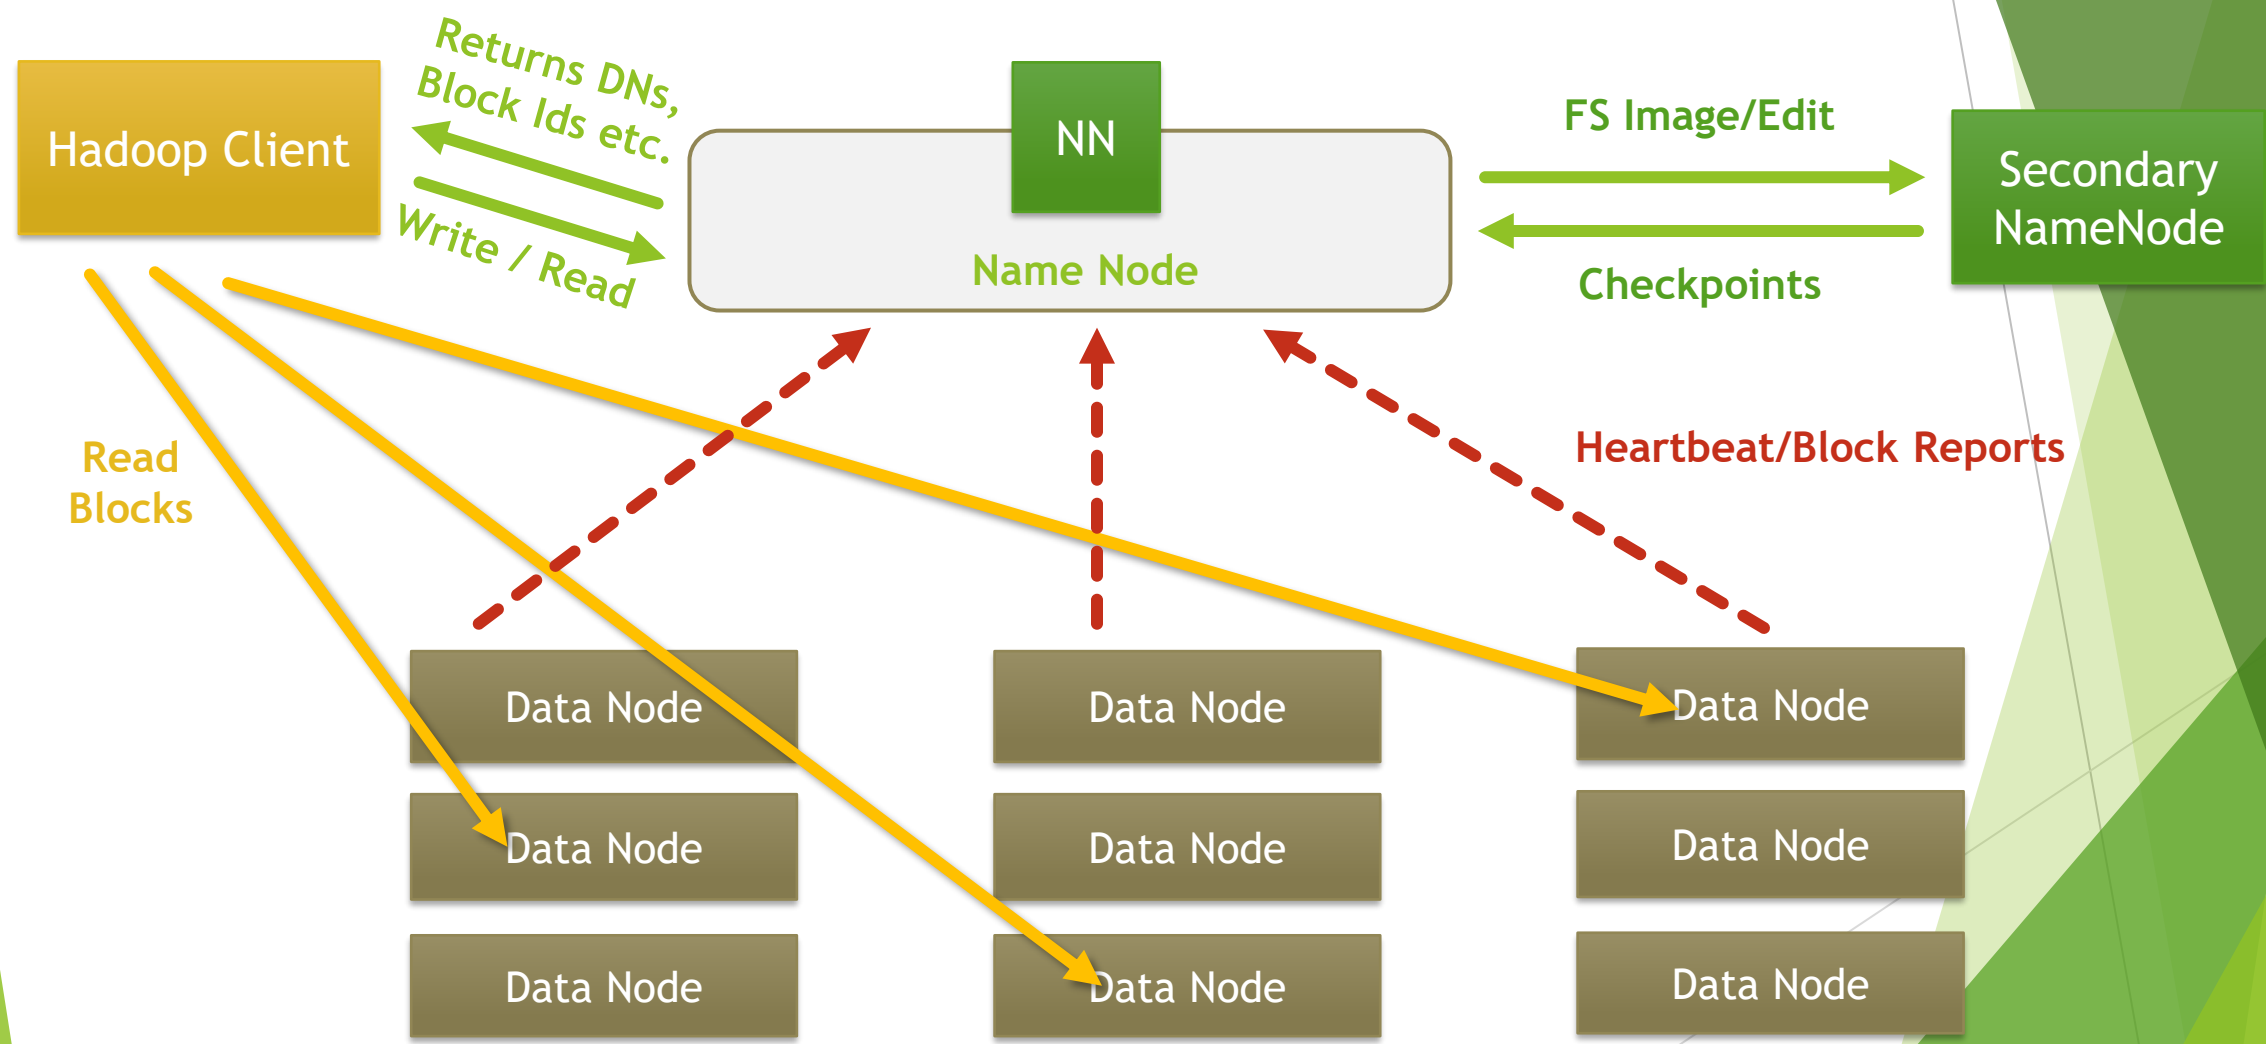 Returns DNs,
Block Ids etc.
Hadoop Client
Write / Read
NN
Name Node
FS Image/Edit
Checkpoints
Secondary
NameNode
Read
Blocks
Heartbeat/Block Reports
Data Node
Data Node
Data Node
Data Node
Data Node
Data Node
Data Node
Data Node
Data Node